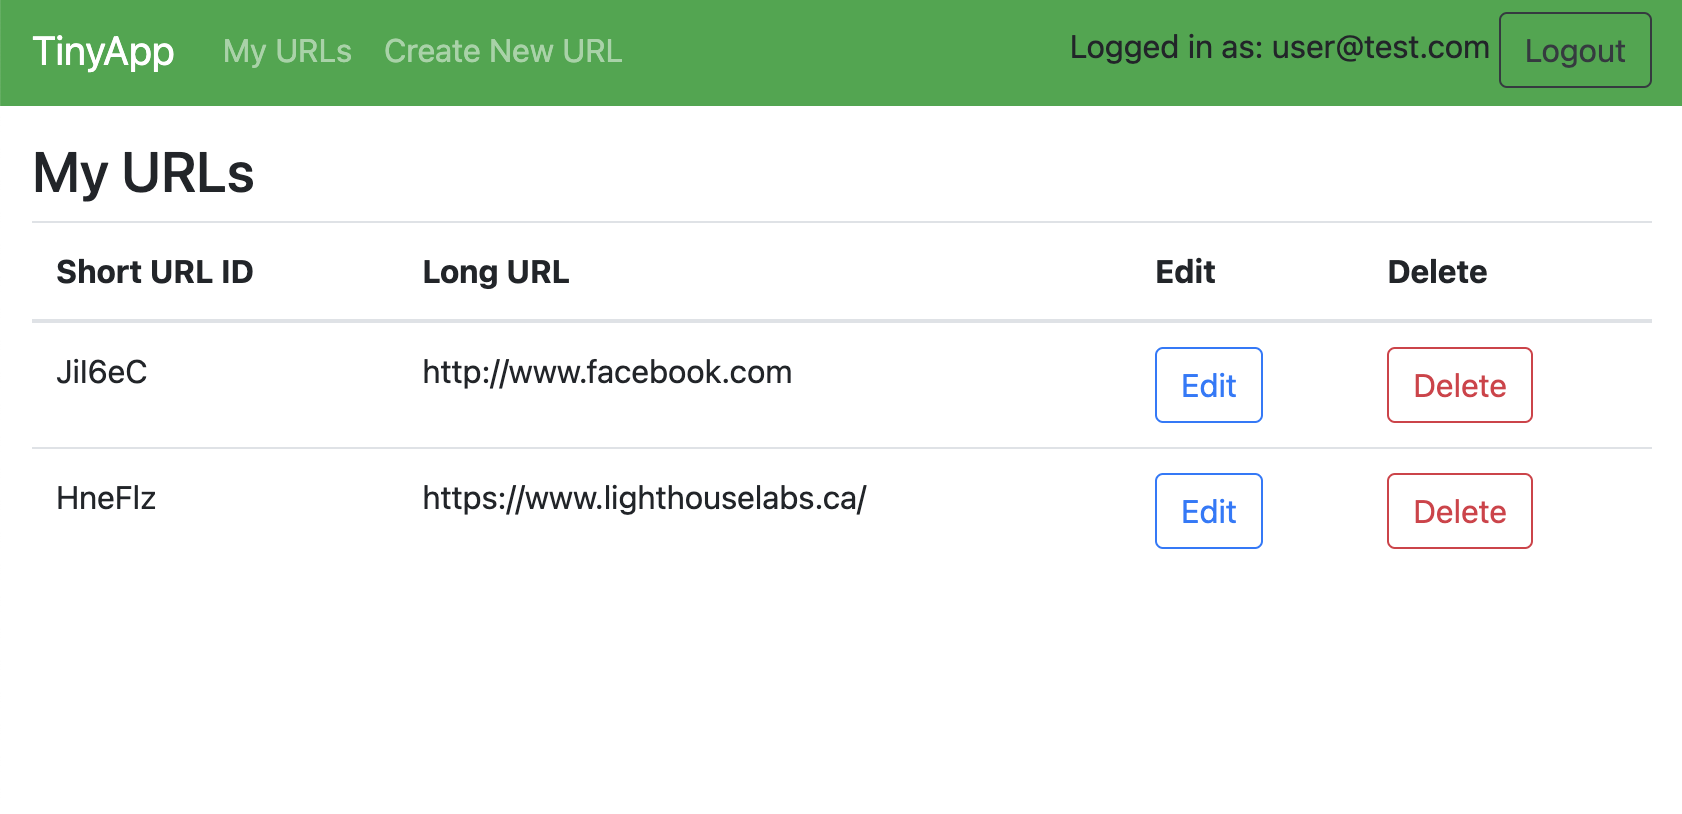 TinyApp My URLs Create New URL Logged in as: user@test.com Logout
My URLs
Short URL ID Long URL Edit Delete
Jil6eC http://www.facebook.com Edit Delete
HneFlz https://www.lighthouselabs.ca/ Edit Delete